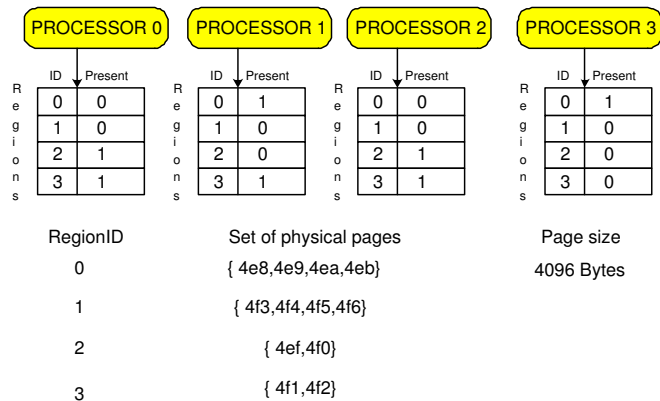 PROCESSOR 0 PROCESSOR 1 PROCESSOR 2 PROCESSOR 3
ID Present ID Present ID Present ID Present
Regions Regions Regions Regions
0 0 0 1 0 0 0 1
1 0 1 0 1 0 1 0
2 1 2 0 2 1 2 0
3 1 3 1 3 1 3 0
RegionID Set of physical pages Page size
0 { 4e8,4e9,4ea,4eb} 4096 Bytes
1 { 4f3,4f4,4f5,4f6}
2 { 4ef,4f0}
3 { 4f1,4f2}